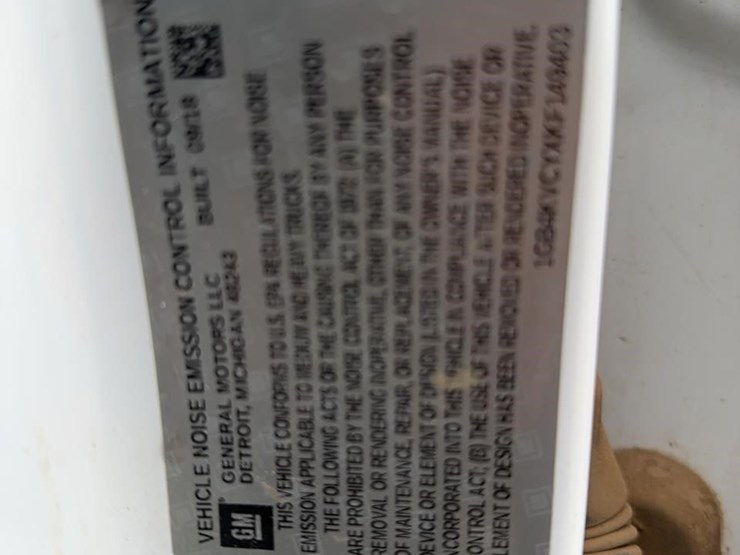 VEHICLE NOISE EMISSION CONTROL INFORMATION
GM
GENERAL MOTORS LLC BUILT 09/18
DETROIT, MICHIGAN 48243
THIS VEHICLE CONFORMS TO U.S. EPA REGULATIONS FOR NOISE
EMISSION APPLICABLE TO MEDIUM AND HEAVY TRUCKS.
THE FOLLOWING ACTS OR THE CAUSING THEREOF BY ANY PERSON
ARE PROHIBITED BY THE NOISE CONTROL ACT OF 1972: (A) THE
REMOVAL OR RENDERING INOPERATIVE, OTHER THAN FOR PURPOSES
OF MAINTENANCE, REPAIR, OR REPLACEMENT, OF ANY NOISE CONTROL
DEVICE OR ELEMENT OF DESIGN (LISTED IN THE OWNER'S MANUAL)
NCORPORATED INTO THIS VEHICLE IN COMPLIANCE WITH THE NOISE
ONTROL ACT; (B) THE USE OF THIS VEHICLE AFTER SUCH DEVICE OR
LEMENT OF DESIGN HAS BEEN REMOVED OR RENDERED INOPERATIVE.